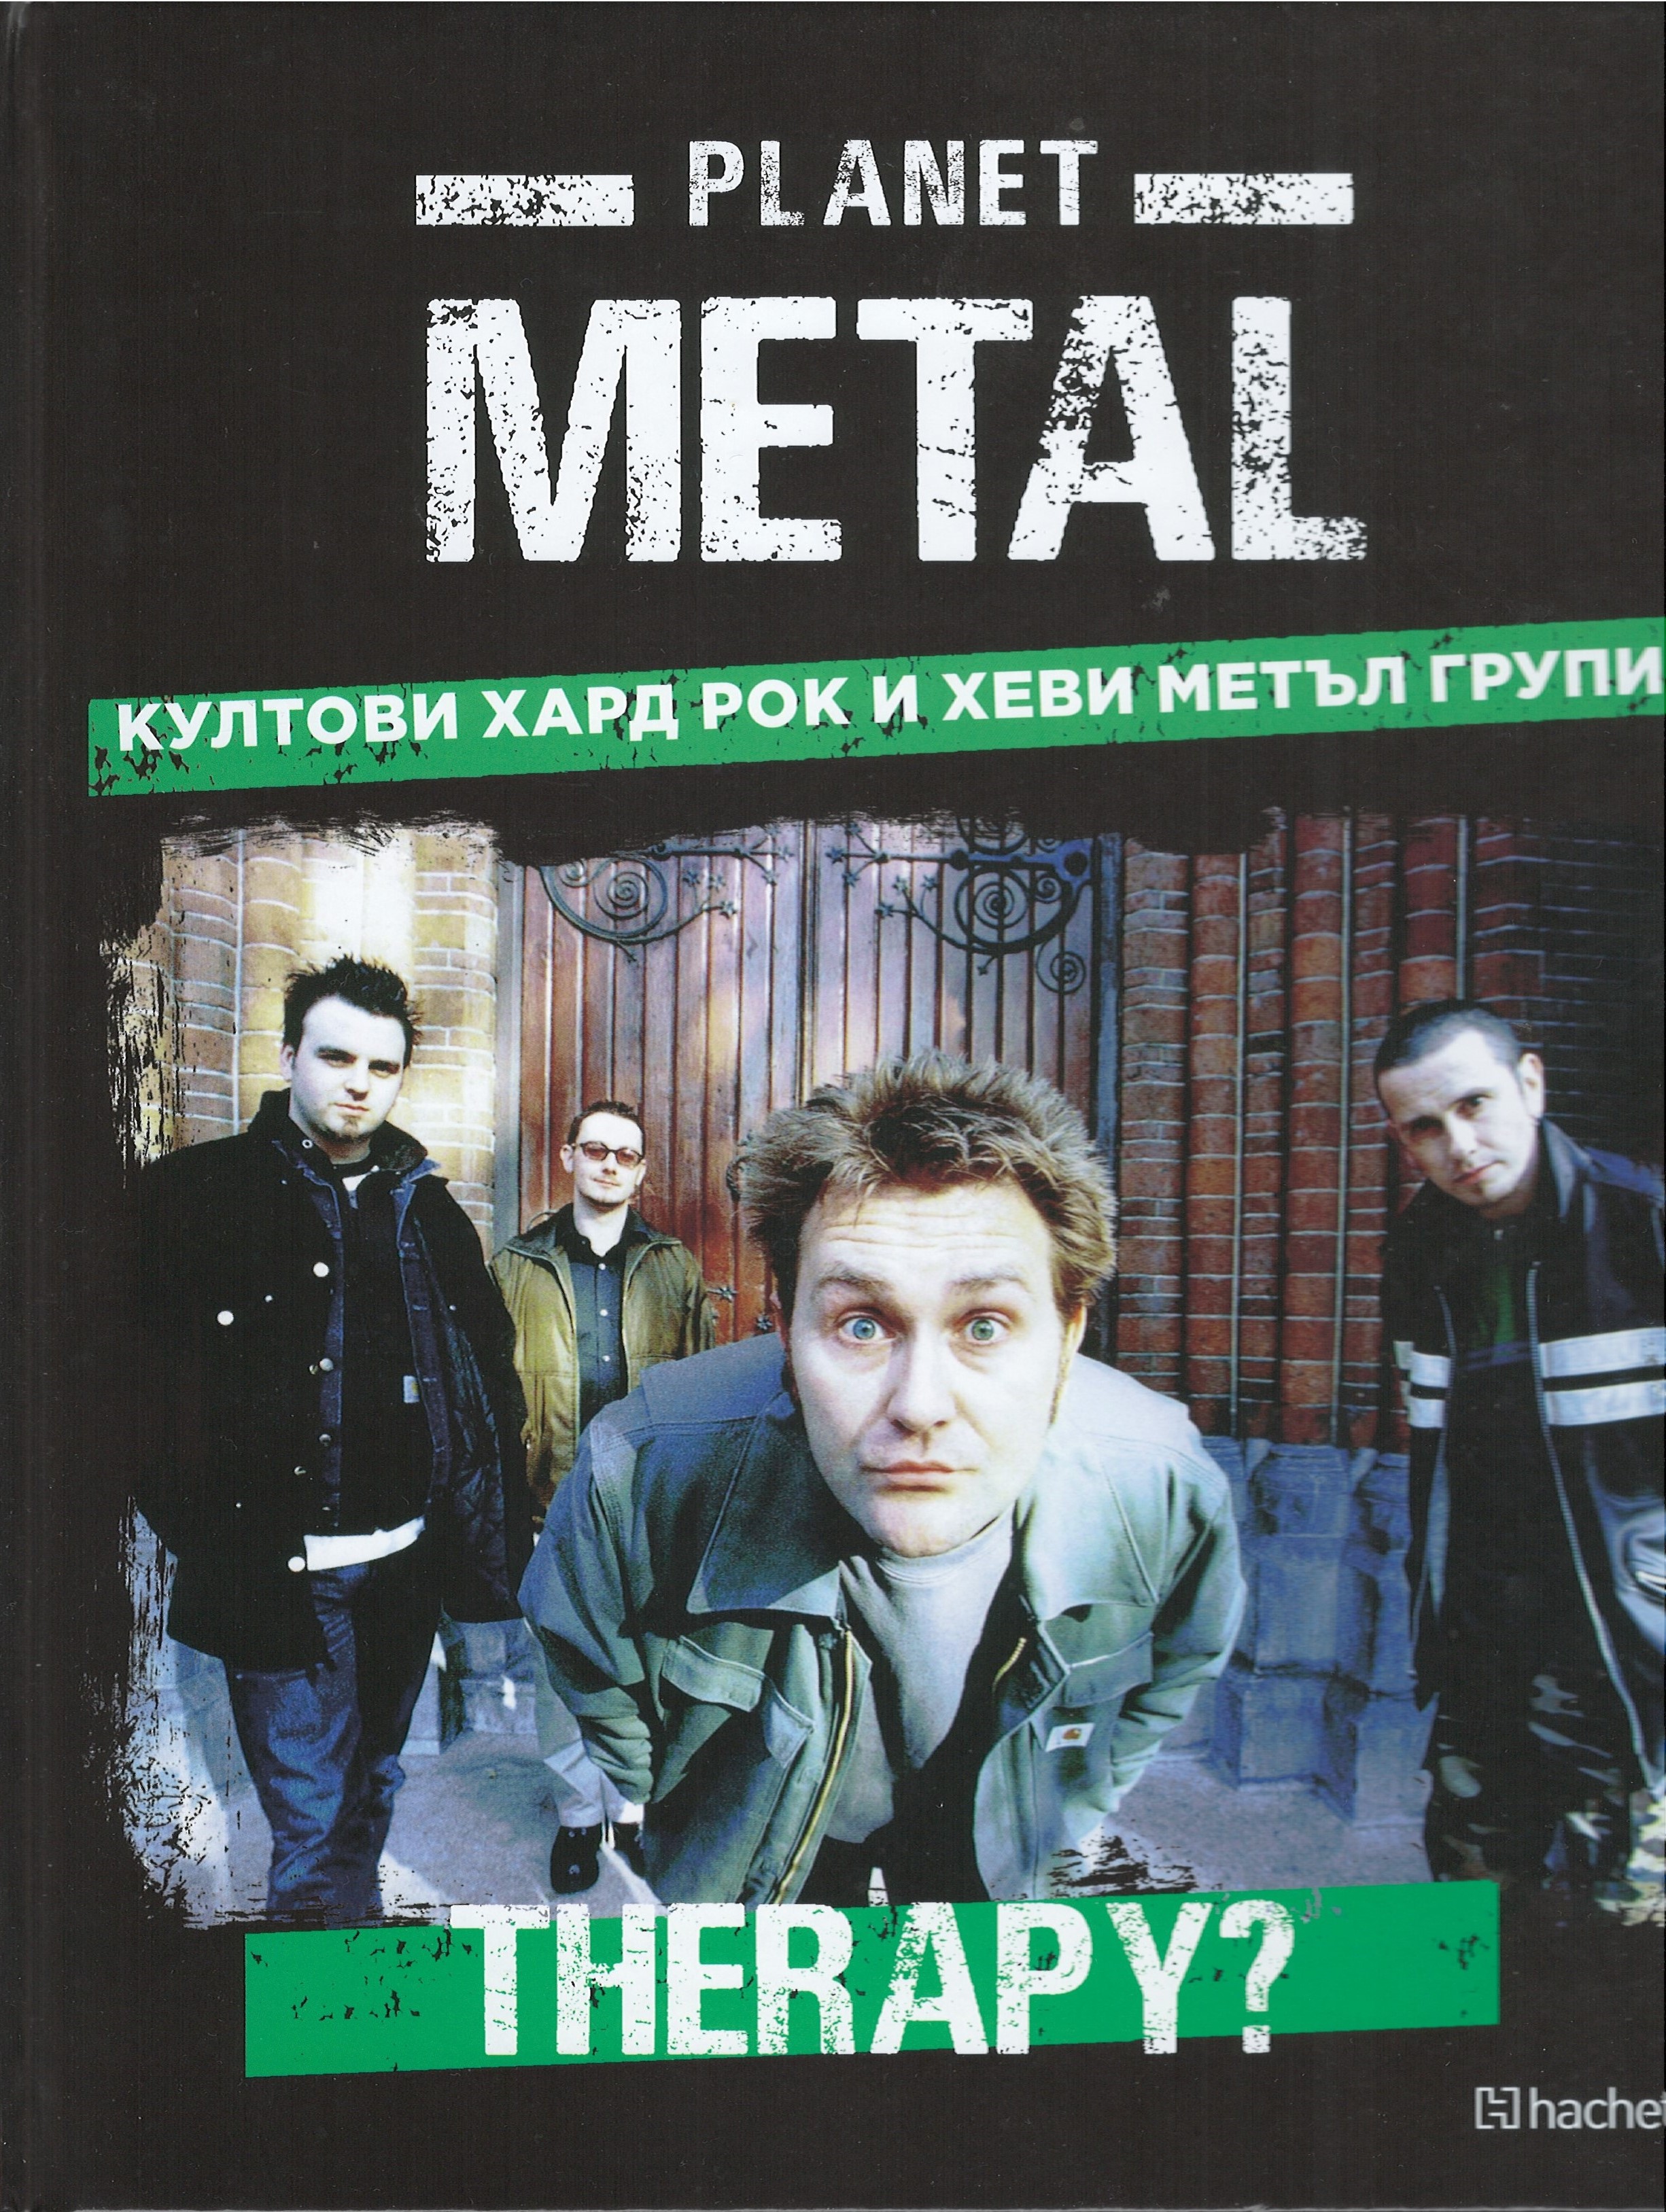 PLANET
METAL
КУЛТОВИ ХАРД РОК И ХЕВИ МЕТЪЛ ГРУПИ
THERAPY?
hachet